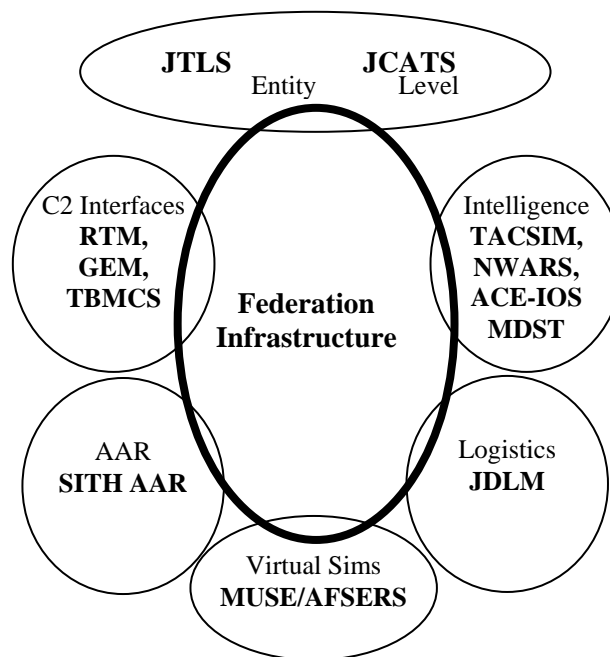 JTLS JCATS
Entity Level
C2 Interfaces
RTM,
GEM,
TBMCS
Intelligence
TACSIM,
NWARS,
ACE-IOS
MDST
Federation
Infrastructure
AAR
SITH AAR
Logistics
JDLM
Virtual Sims
MUSE/AFSERS